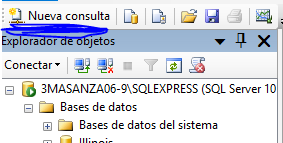 Nueva consulta
Explorador de objetos
Conectar
3MASANZA06-9\SQLEXPRESS (SQL Server 10
Bases de datos
Bases de datos del sistema
Illinois